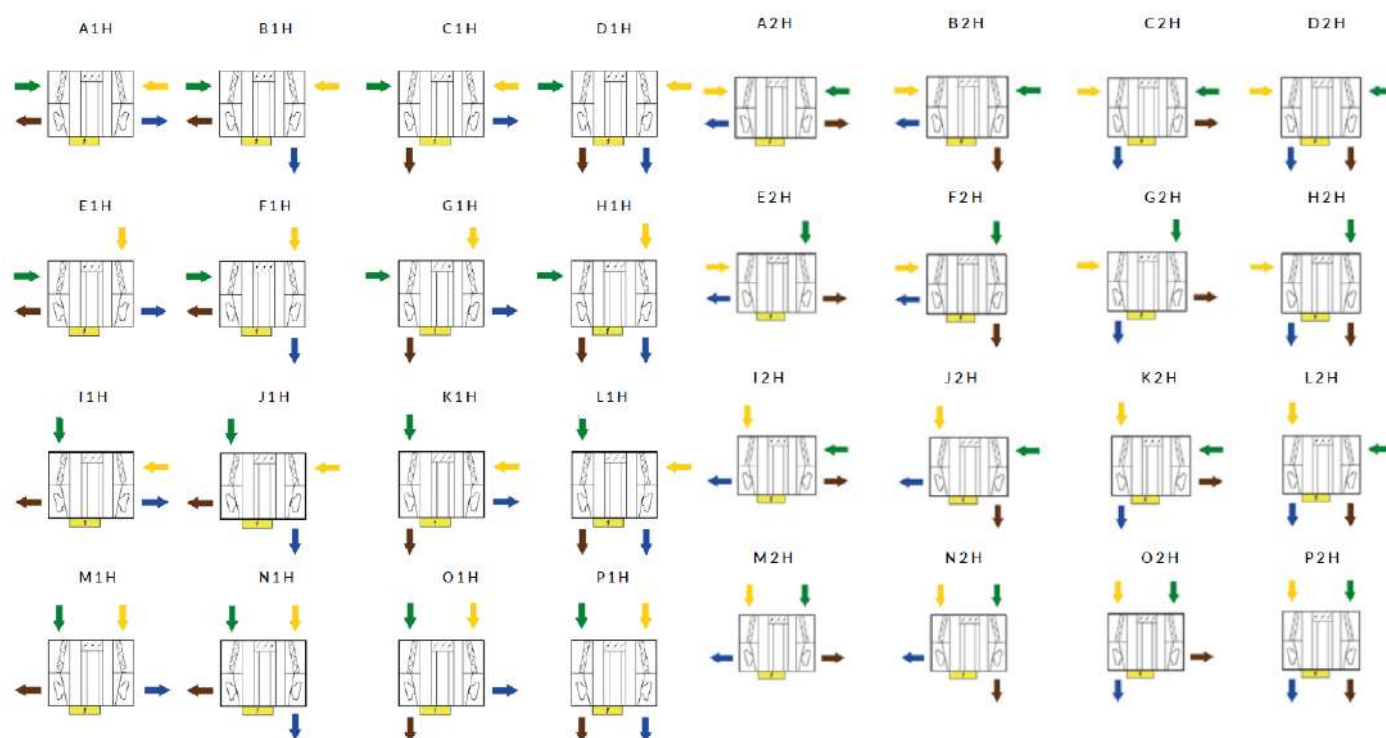 A1H B1H C1H D1H A2H B2H C2H D2H
E1H F1H G1H H1H E2H F2H G2H H2H
I1H J1H K1H L1H I2H J2H K2H L2H
M1H N1H O1H P1H M2H N2H O2H P2H